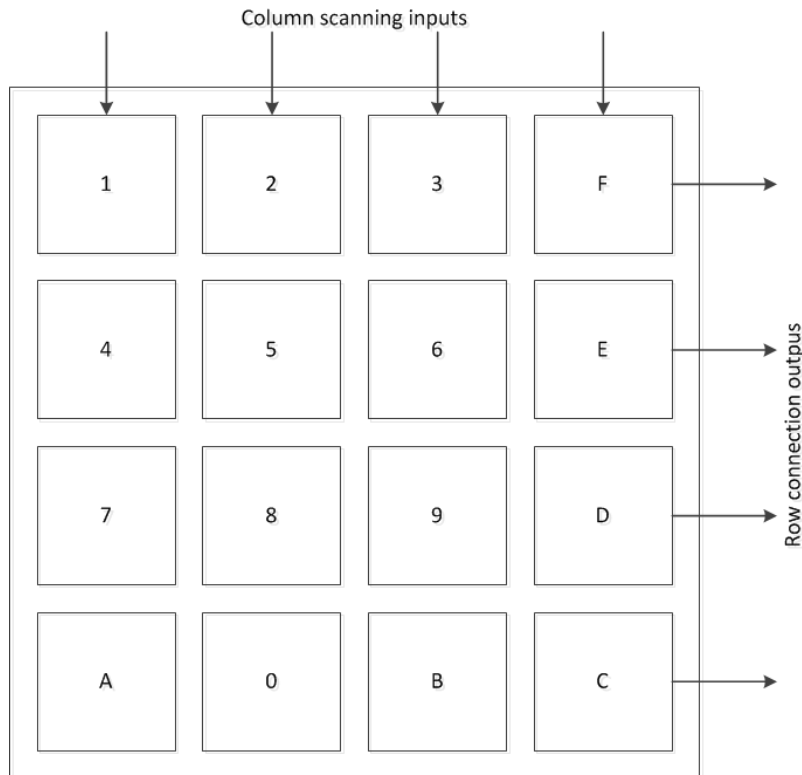 Column scanning inputs
1 2 3 F
4 5 6 E
7 8 9 D
A 0 B C
Row connection outpus